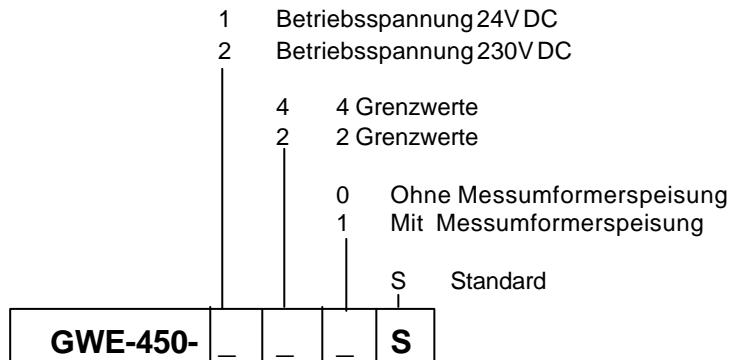 1 Betriebsspannung 24V DC
2 Betriebsspannung 230V DC
4 4 Grenzwerte
2 2 Grenzwerte
0 Ohne Messumformerspeisung
1 Mit Messumformerspeisung
S Standard
GWE-450- _ _ _ S